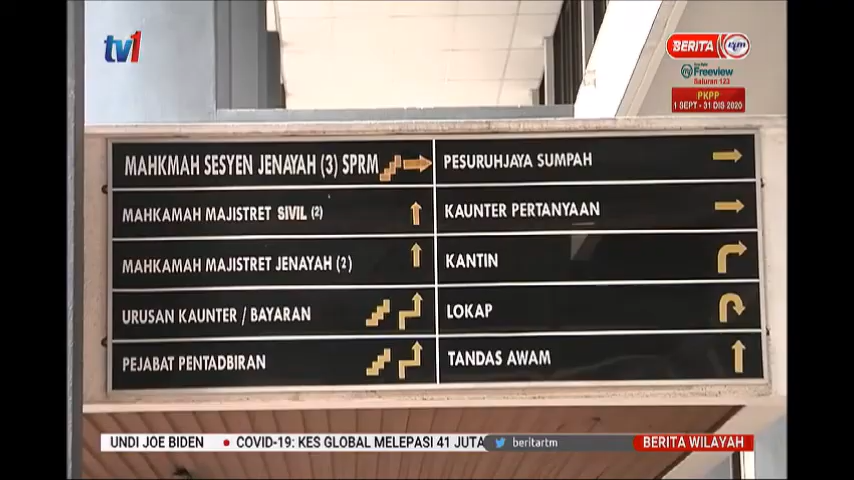 tv1
BERITA rtm
Freeview
Saluran 123
PKPP
1 SEPT - 31 DIS 2020
MAHKMAH SESYEN JENAYAH (3) SPRM
MAHKAMAH MAJISTRET SIVIL (2)
MAHKAMAH MAJISTRET JENAYAH (2)
URUSAN KAUNTER / BAYARAN
PEJABAT PENTADBIRAN
PESURUHJAYA SUMPAH
KAUNTER PERTANYAAN
KANTIN
LOKAP
TANDAS AWAM
UNDI JOE BIDEN • COVID-19: KES GLOBAL MELEPASI 41 JUTA
beritartm
BERITA WILAYAH